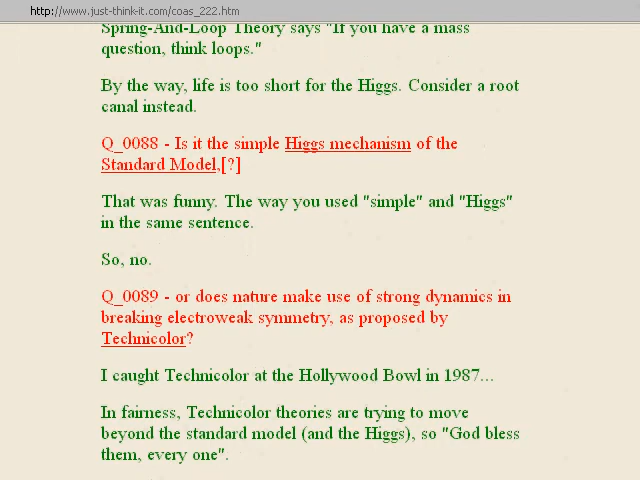 http://www.just-think-it.com/coas_222.htm
Spring-And-Loop Theory says "If you have a mass
question, think loops."
By the way, life is too short for the Higgs. Consider a root
canal instead.
Q_0088 - Is it the simple Higgs mechanism of the
Standard Model,[?]
That was funny. The way you used "simple" and "Higgs"
in the same sentence.
So, no.
Q_0089 - or does nature make use of strong dynamics in
breaking electroweak symmetry, as proposed by
Technicolor?
I caught Technicolor at the Hollywood Bowl in 1987...
In fairness, Technicolor theories are trying to move
beyond the standard model (and the Higgs), so "God bless
them, every one".